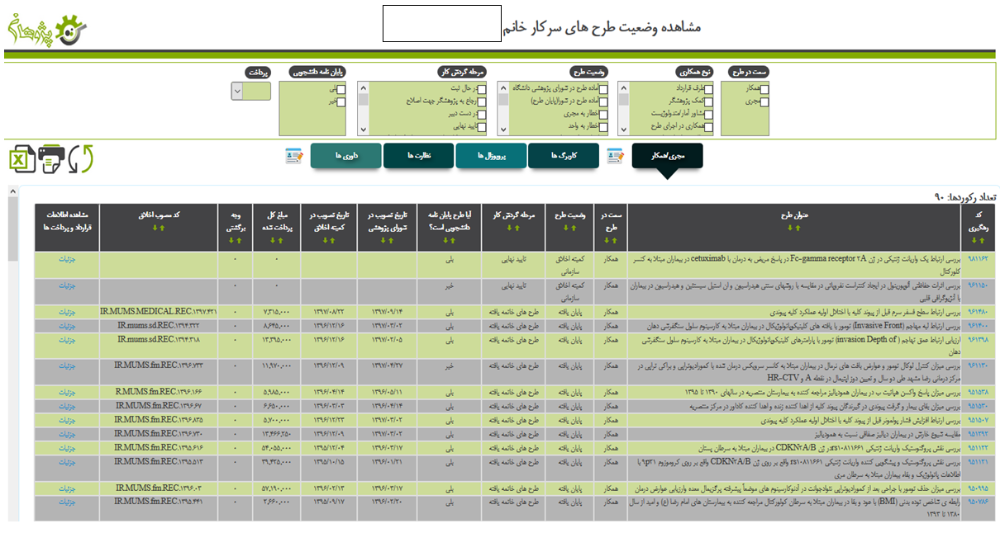 مشاهده وضعیت طرح های سرکار خانم
پژوهان
سمت در طرح
همکار
مجری
نوع همکاری
طرف قرارداد
کمک پژوهشگر
مشاور آمار/متدولوژیست
همکاری در اجرای طرح
وضعیت طرح
آماده طرح در شورای پژوهشی دانشگاه
آماده طرح در شورا(پایان طرح)
اخطار به مجری
اخطار به واحد
مرحله گردش کار
در حال ثبت
ارجاع به پژوهشگر جهت اصلاح
در دست دبیر
تایید نهایی
پایان نامه دانشجویی
بلی
خیر
پرداخت
مجری/همکار
کاربرگ ها
پروپوزال ها
نظارت ها
داوری ها
تعداد رکوردها: ۹۰
کد رهگیری عنوان طرح سمت در طرح وضعیت طرح مرحله گردش کار آیا طرح پایان نامه دانشجویی است؟ تاریخ تصویب در شورای پژوهشی تاریخ تصویب در کمیته اخلاق مبلغ کل پرداخت شده وجه برگشتی کد مصوب اخلاق مشاهده اطلاعات قرارداد و پرداخت ها
۹۸۱۱۶۲ بررسی ارتباط یک واریانت ژنتیکی در ژن Fc-gamma receptor ۲A در پاسخ مریض به درمان با cetuximab در بیماران مبتلا به کنسر کلورکتال همکار کمیته اخلاق سازمانی تایید نهایی بلی ۰ ۰ جزئیات
۹۶۱۱۵۰ بررسی اثرات حفاظتی آلوپورینول در ایجاد کنتراست نفروپاتی در مقایسه با روشهای سنتی هیدراسیون و ان استیل سیستئین و هیدراسیون در بیماران با آنژیوگرافی قلبی همکار کمیته اخلاق سازمانی تایید نهایی خیر ۰ ۰ جزئیات
۹۶۱۴۸۰ بررسی ارتباط سطح فسفر سرم قبل از پیوند کلیه با اختلال اولیه عملکرد کلیه پیوندی همکار پایان یافته طرح های خاتمه یافته بلی ۱۳۹۷/۰۹/۱۴ ۱۳۹۷/۰۸/۲۲ ۷,۳۱۵,۰۰۰ ۰ IR.MUMS.MEDICAL.REC.۱۳۹۷.۴۲۱ جزئیات
۹۶۱۴۰۰ بررسی ارتباط لبه مهاجم (Invasive Front) تومور با یافته های کلینیکوپاتولوژیکال در بیماران مبتلا به کارسینوم سلول سنگفرشی دهان همکار پایان یافته طرح های خاتمه یافته بلی ۱۳۹۷/۰۳/۰۲ ۱۳۹۶/۱۲/۱۶ ۸,۶۴۵,۰۰۰ ۰ IR.mums.sd.REC.۱۳۹۴.۳۲۲ جزئیات
۹۶۱۳۹۸ ارزیابی ارتباط عمق تهاجم ( invasion Depth of) تومور با پارامترهای کلینیکوپاتولوژیکال در بیماران مبتلا به کارسینوم سلول سنگفرشی دهان همکار پایان یافته طرح های خاتمه یافته بلی ۱۳۹۷/۰۲/۰۵ ۱۳۹۶/۱۲/۱۶ ۱۳,۳۹۵,۰۰۰ ۰ IR.mums.sd.REC.۱۳۹۴.۳۱۸ جزئیات
۹۶۱۱۳۰ بررسی میزان کنترل لوکال تومور و عوارض بافت های نرمال در بیماران مبتلا به کانسر سرویکس درمان شده با کمورادیوتراپی و براکی تراپی در مرکز درمانی رضا مشهد طی دو سال و تعیین دوز اپتیمال در نقطه A و HR-CTV همکار پایان یافته طرح های خاتمه یافته خیر ۱۳۹۷/۰۴/۲۷ ۱۳۹۶/۱۲/۰۹ ۱۱,۹۷۰,۰۰۰ ۰ IR.MUMS.fm.REC.۱۳۹۶.۷۳۳ جزئیات
۹۵۱۵۳۸ بررسی میزان پاسخ واکسن هپاتیت ب در بیماران همودیالیز مراجعه کننده به بیمارستان منتصریه در سالهای ۱۳۹۰ تا ۱۳۹۵ همکار پایان یافته طرح های خاتمه یافته بلی ۱۳۹۶/۰۵/۱۱ ۱۳۹۶/۰۴/۱۴ ۵,۹۸۵,۰۰۰ ۰ R.MUMS.fm.REC.۱۳۹۶.۱۶۶ جزئیات
۹۵۱۵۳۰ بررسی میزان بقای بیمار و گرفت پیوندی در گیرندگان پیوند کلیه از اهدا کننده زنده و اهدا کننده کاداور در مرکز منتصریه همکار پایان یافته طرح های خاتمه یافته بلی ۱۳۹۶/۰۴/۱۴ ۱۳۹۶/۰۳/۰۳ ۶,۶۵۰,۰۰۰ ۰ IR.MUMS.fm.REC.۱۳۹۶.۶۷ جزئیات
۹۵۱۵۰۷ بررسی ارتباط افزایش فشار پولمونر قبل از پیوند کلیه با اختلال اولیه عملکرد کلیه پیوندی همکار پایان یافته طرح های خاتمه یافته بلی ۱۳۹۷/۰۳/۰۲ ۱۳۹۶/۱۲/۲۳ ۵,۷۰۰,۰۰۰ ۰ IR.MUMS.fm.REC.۱۳۹۶.۸۳۵ جزئیات
۹۵۱۳۹۲ مقایسه شیوع خارش در بیماران دیالیز صفاقی نسبت به همودیالیز همکار پایان یافته طرح های خاتمه یافته بلی ۱۳۹۷/۰۳/۰۲ ۱۳۹۶/۱۲/۰۹ ۱۳,۴۶۶,۲۵۰ ۰ IR.MUMS.fm.REC.۱۳۹۶.۷۳۰ جزئیات
۹۵۱۱۲۲ بررسی نقش پروگنوستیک واریانت ژنتیکی rs۱۰۸۱۱۶۶۱در ژن CDKN۲A/B در بیماران مبتلا به سرطان پستان همکار پایان یافته طرح های خاتمه یافته بلی ۱۳۹۶/۰۳/۱۷ ۱۳۹۵/۱۲/۰۴ ۵۴,۰۵۵,۰۰۰ ۰ IR.MUMS.fm.REC.۱۳۹۵.۶۱۶ جزئیات
۹۵۱۱۲۱ بررسی نقش پروگنوستیک و پیشگویی کننده واریانت ژنتیکی rs۱۰۸۱۱۶۶۱ واقع بر روی ژن CDKN۲A/B واقع بر روی کروموزوم ۹p۲۱ با اطلاعات پاتولوژیک و بقاء بیماران مبتلا به سرطان مری همکار پایان یافته طرح های خاتمه یافته بلی ۱۳۹۶/۰۱/۲۱ ۱۳۹۵/۱۰/۱۵ ۳۹,۴۲۵,۰۰۰ ۰ IR.MUMS.fm.REC.۱۳۹۵.۵۱۳ جزئیات
۹۵۰۹۹۵ بررسی میزان حذف تومور با جراحی بعد از کمورادیوتراپی نئوادجوانت در آدنوکارسینوم های موضعاً پیشرفته پرگزیمال معده وارزیابی عوارض درمان همکار پایان یافته طرح های خاتمه یافته بلی ۱۳۹۶/۰۳/۱۷ ۱۳۹۶/۰۲/۱۳ ۵۷,۱۹۰,۰۰۰ ۰ IR.MUMS.fm.REC.۱۳۹۶.۰۳ جزئیات
۹۵۰۷۸۶ رابطه ی شاخص توده بدنی (BMI) با عود و بقا در بیماران مبتلا به سرطان کولورکتال مراجعه کننده به بیمارستان های امام رضا (ع) و امید از سال ۱۳۸۰ تا ۱۳۹۳ همکار پایان یافته طرح های خاتمه یافته بلی ۱۳۹۶/۰۲/۲۰ ۱۳۹۵/۰۹/۱۷ ۲,۶۶۰,۰۰۰ ۰ IR.MUMS.fm.REC.۱۳۹۵.۴۴۱ جزئیات